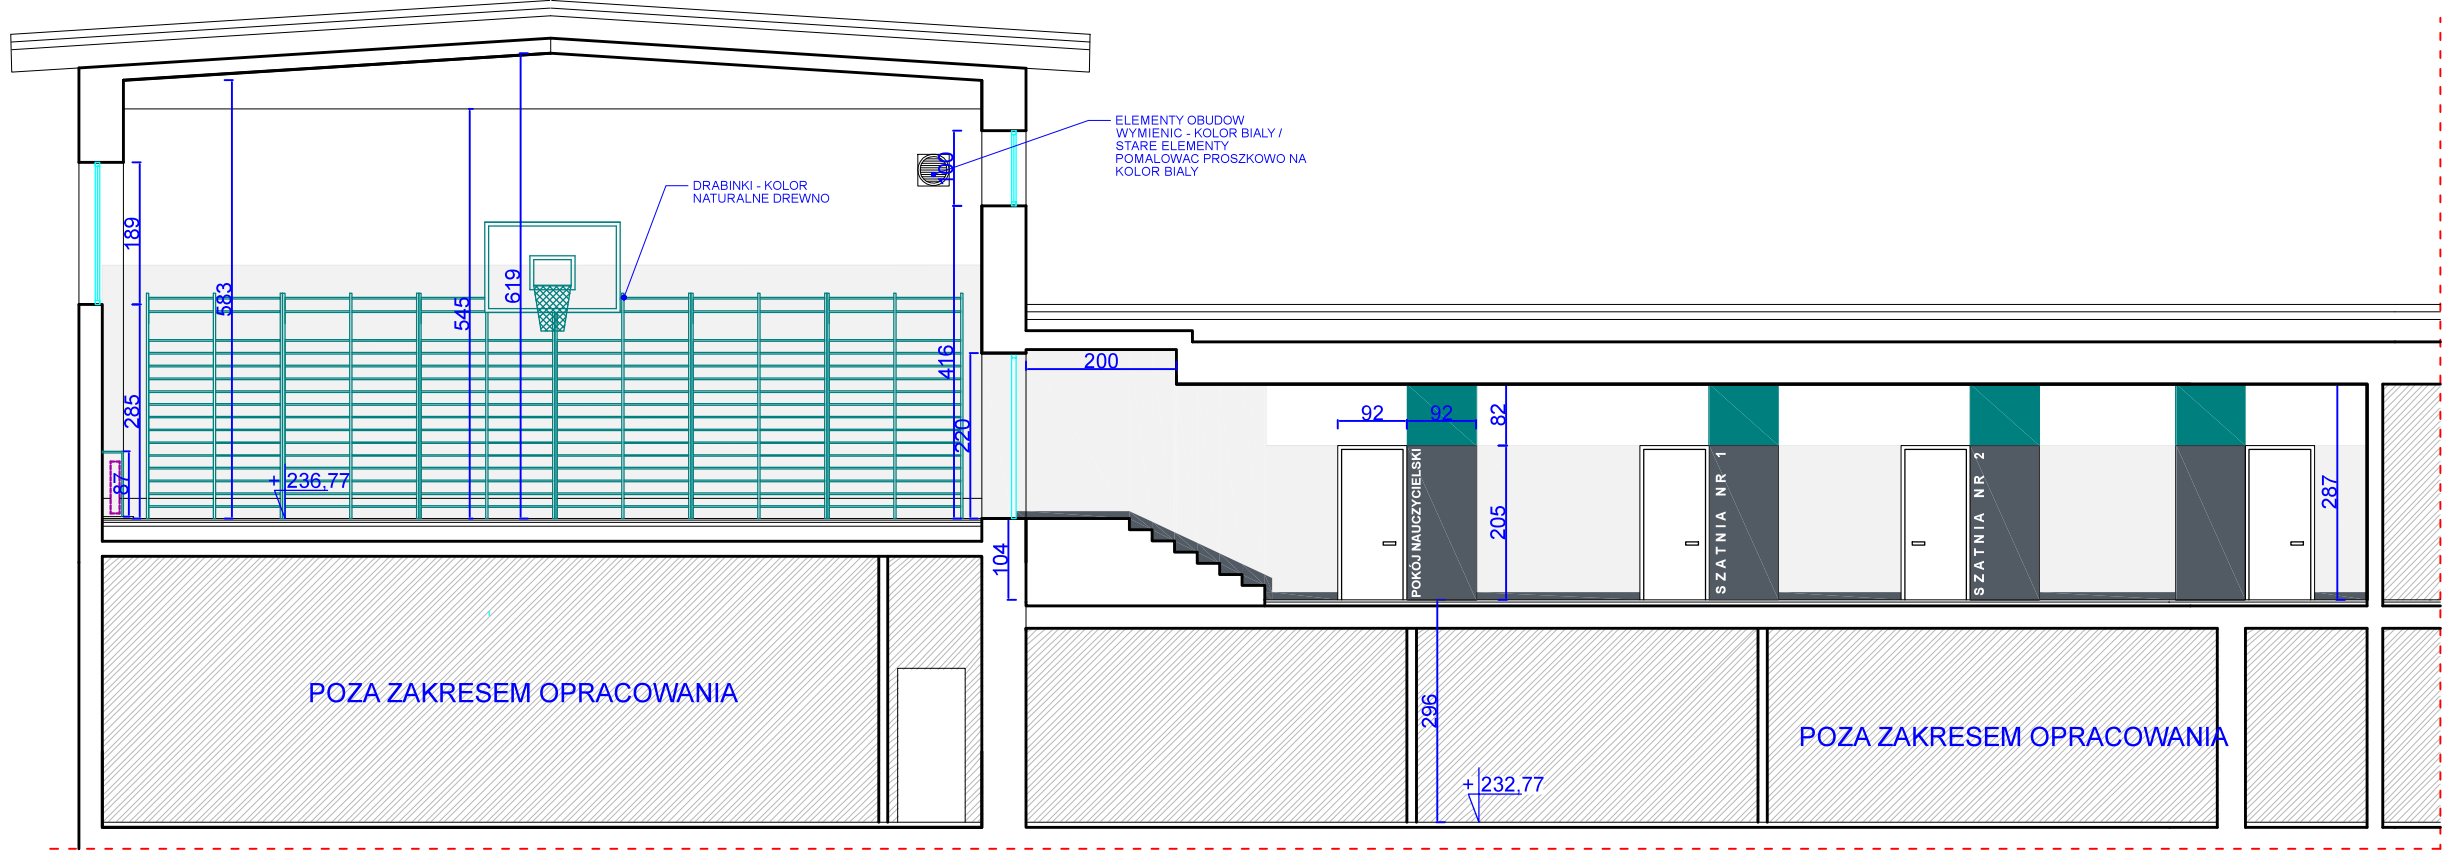 ELEMENTY OBUDOW
WYMIENIC - KOLOR BIALY /
STARE ELEMENTY
POMALOWAC PROSZKOWO NA
KOLOR BIALY
DRABINKI - KOLOR
NATURALNE DREWNO
189
583
545
619
416
285
220
87
+ 236,77
200
92
92
82
205
287
104
POKÓJ NAUCZYCIELSKI
SZATNIA NR 1
SZATNIA NR 2
296
POZA ZAKRESEM OPRACOWANIA
POZA ZAKRESEM OPRACOWANIA
+ 232,77